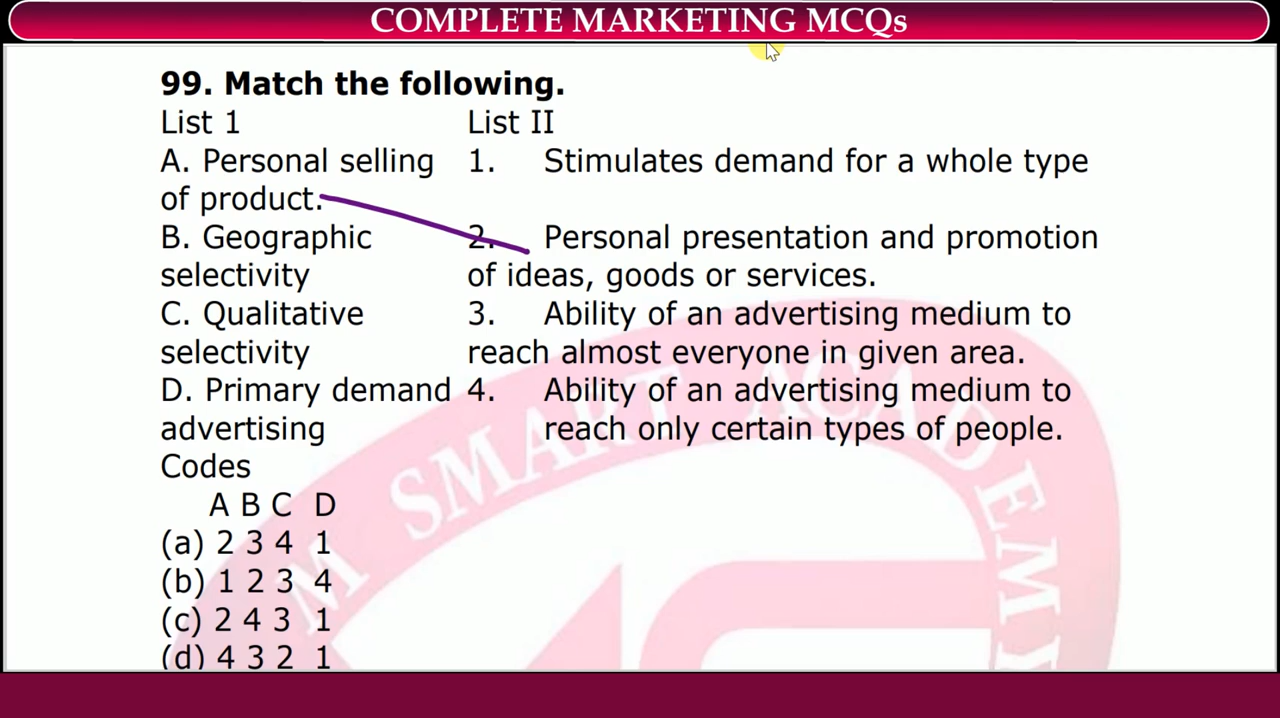 COMPLETE MARKETING MCQs
99. Match the following.
List 1 List II
A. Personal selling 1. Stimulates demand for a whole type
of product.
B. Geographic 2. Personal presentation and promotion
selectivity of ideas, goods or services.
C. Qualitative 3. Ability of an advertising medium to
selectivity reach almost everyone in given area.
D. Primary demand 4. Ability of an advertising medium to
advertising reach only certain types of people.
Codes
A B C D
(a) 2 3 4 1
(b) 1 2 3 4
(c) 2 4 3 1
(d) 4 3 2 1
M SMART ACADEMY